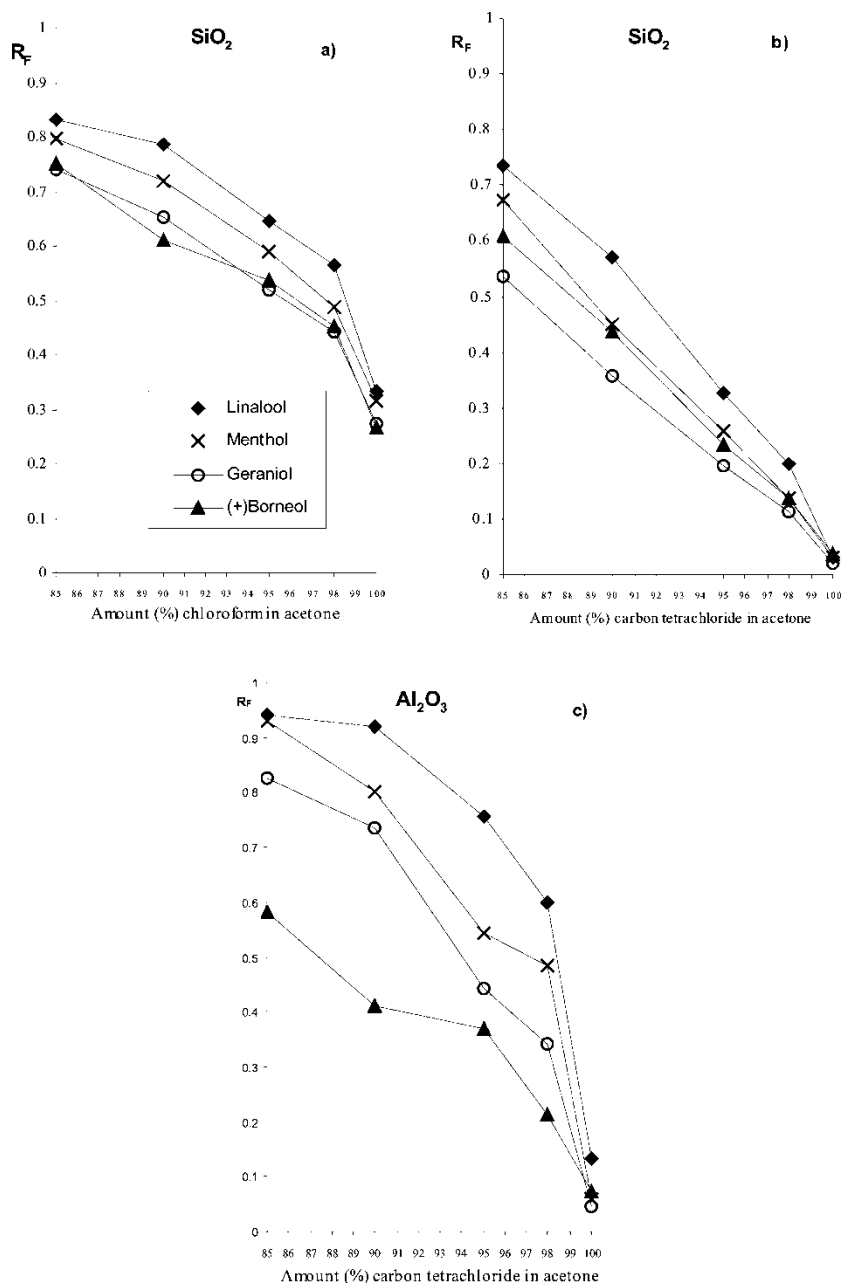 SiO2
a)
RF
1
0.9
0.8
0.7
0.6
0.5
0.4
0.3
0.2
0.1
0
Linalool
Menthol
Geraniol
(+)Borneol
85 86 87 88 89 90 91 92 93 94 95 96 97 98 99 100
Amount (%) chloroform in acetone
SiO2
b)
RF
1
0.9
0.8
0.7
0.6
0.5
0.4
0.3
0.2
0.1
0
85 86 87 88 89 90 91 92 93 94 95 96 97 98 99 100
Amount (%) carbon tetrachloride in acetone
Al2O3
c)
RF
1
0.9
0.8
0.7
0.6
0.5
0.4
0.3
0.2
0.1
0
85 86 87 88 89 90 91 92 93 94 95 96 97 98 99 100
Amount (%) carbon tetrachloride in acetone